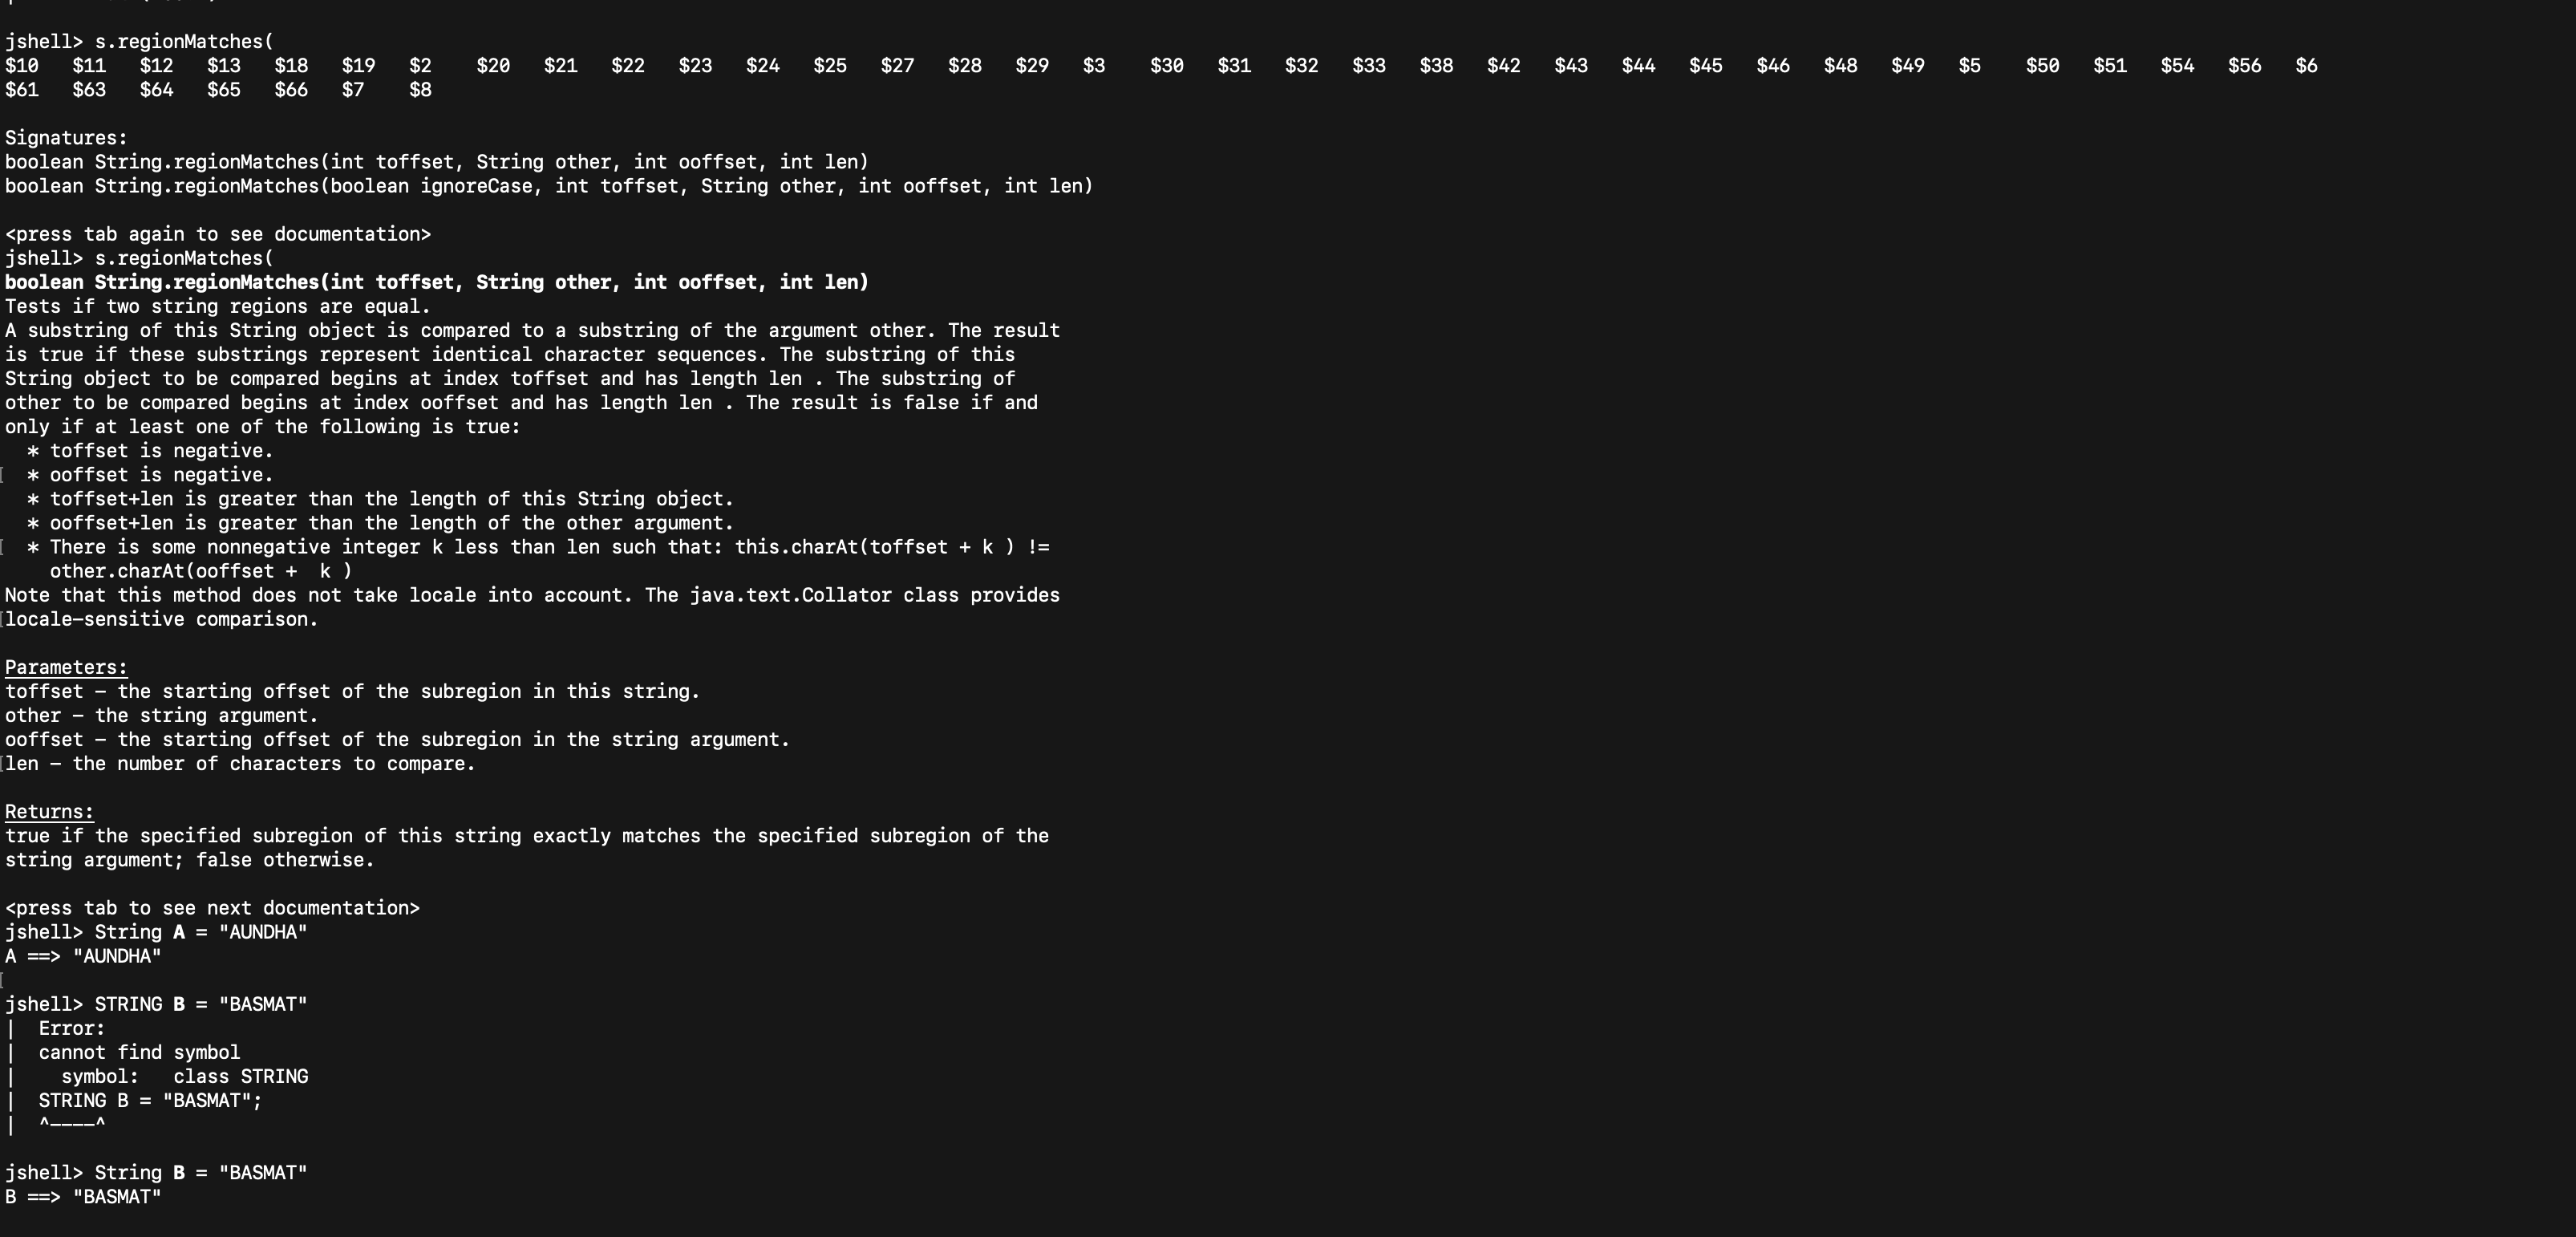 jshell> s.regionMatches(
$10   $11   $12   $13   $18   $19   $2    $20   $21   $22   $23   $24   $25   $27   $28   $29   $3    $30   $31   $32   $33   $38   $42   $43   $44   $45   $46   $48   $49   $5    $50   $51   $54   $56   $6
$61   $63   $64   $65   $66   $7    $8
Signatures:
boolean String.regionMatches(int toffset, String other, int ooffset, int len)
boolean String.regionMatches(boolean ignoreCase, int toffset, String other, int ooffset, int len)
<press tab again to see documentation>
jshell> s.regionMatches(
boolean String.regionMatches(int toffset, String other, int ooffset, int len)
Tests if two string regions are equal.
A substring of this String object is compared to a substring of the argument other. The result
is true if these substrings represent identical character sequences. The substring of this
String object to be compared begins at index toffset and has length len . The substring of
other to be compared begins at index ooffset and has length len . The result is false if and
only if at least one of the following is true:
  * toffset is negative.
  * ooffset is negative.
  * toffset+len is greater than the length of this String object.
  * ooffset+len is greater than the length of the other argument.
  * There is some nonnegative integer k less than len such that: this.charAt(toffset + k ) !=
    other.charAt(ooffset +  k )
Note that this method does not take locale into account. The java.text.Collator class provides
locale-sensitive comparison.
Parameters:
toffset - the starting offset of the subregion in this string.
other - the string argument.
ooffset - the starting offset of the subregion in the string argument.
len - the number of characters to compare.
Returns:
true if the specified subregion of this string exactly matches the specified subregion of the
string argument; false otherwise.
<press tab to see next documentation>
jshell> String A = "AUNDHA"
A ==> "AUNDHA"
jshell> STRING B = "BASMAT"
|  Error:
|  cannot find symbol
|    symbol:   class STRING
|  STRING B = "BASMAT";
|  ^----^
jshell> String B = "BASMAT"
B ==> "BASMAT"